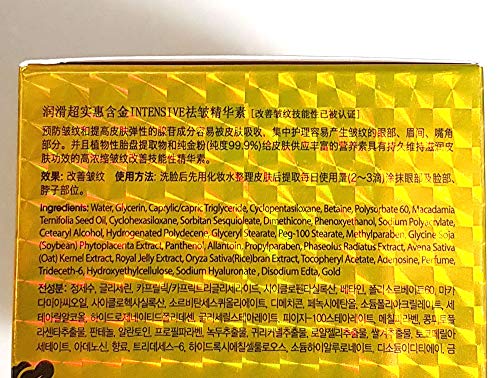 润滑超实惠含金INTENSIVE祛皱精华素 [改善皱纹技能性已被认证]
预防皱纹和提高皮肤弹性的腺苷成分容易被皮肤吸收，集中护理容易产生皱纹的眼部、眉间、嘴角
部分。并且植物性胎盘提取物和纯金粉(纯度99.9%)给皮肤供应丰富的营养素具有持久维持滋润皮
肤功效的高浓缩皱纹改善技能性精华素。
效果：改善皱纹 使用方法：洗脸后先用化妆水整理皮肤后提取每日使用量(2~3滴)涂抹眼部及脸部、
脖子部位。
Ingredients: Water, Glycerin, Caprylic/capric Triglyceride, Cyclopentasiloxane, Betaine, Polysorbate 60, Macadamia
Ternifolia Seed Oil, Cyclohexasiloxane, Sorbitan Sesquioleate, Dimethicone, Phenoxyethanol, Sodium Polyacrylate,
Cetearyl Alcohol, Hydrogenated Polydecene, Glyceryl Stearate, Peg-100 Stearate, Methylparaben, Glycine Soja
(Soybean) Phytoplacenta Extract, Panthenol, Allantoin, Propylparaben, Phaseolus Radiatus Extract, Avena Sativa
(Oat) Kernel Extract, Royal Jelly Extract, Oryza Sativa(Rice)bran Extract, Tocopheryl Acetate, Adenosine, Perfume,
Trideceth-6, Hydroxyethylcellulose, Sodium Hyaluronate , Disodium Edta, Gold
전성분: 정제수, 글리세린, 카프릴릭/카프릭트리글리세라이드, 사이클로펜타실록산, 베타인, 폴리소르베이트60, 마카
다미아씨오일, 사이클로헥사실록산, 소르비탄세스퀴올리에이트, 디메치콘, 페녹시에탄올, 소듐폴리아크릴레이트, 세
테아릴알코올, 하이드로제네이티드폴리데센, 글리세릴스테아레이트, 피이지-100스테아레이트, 메칠파라벤, 콩파이토플
라센타추출물, 판테놀, 알란토인, 프로필파라벤, 녹두추출물, 귀리커넬추출물, 로얄젤리추출물, 쌀겨추출물, 토코페릴아
세테이트, 아데노신, 향료, 트리데세스-6, 하이드록시에칠셀룰로오스, 소듐하이알루로네이트, 디소듐이디티에이, 금